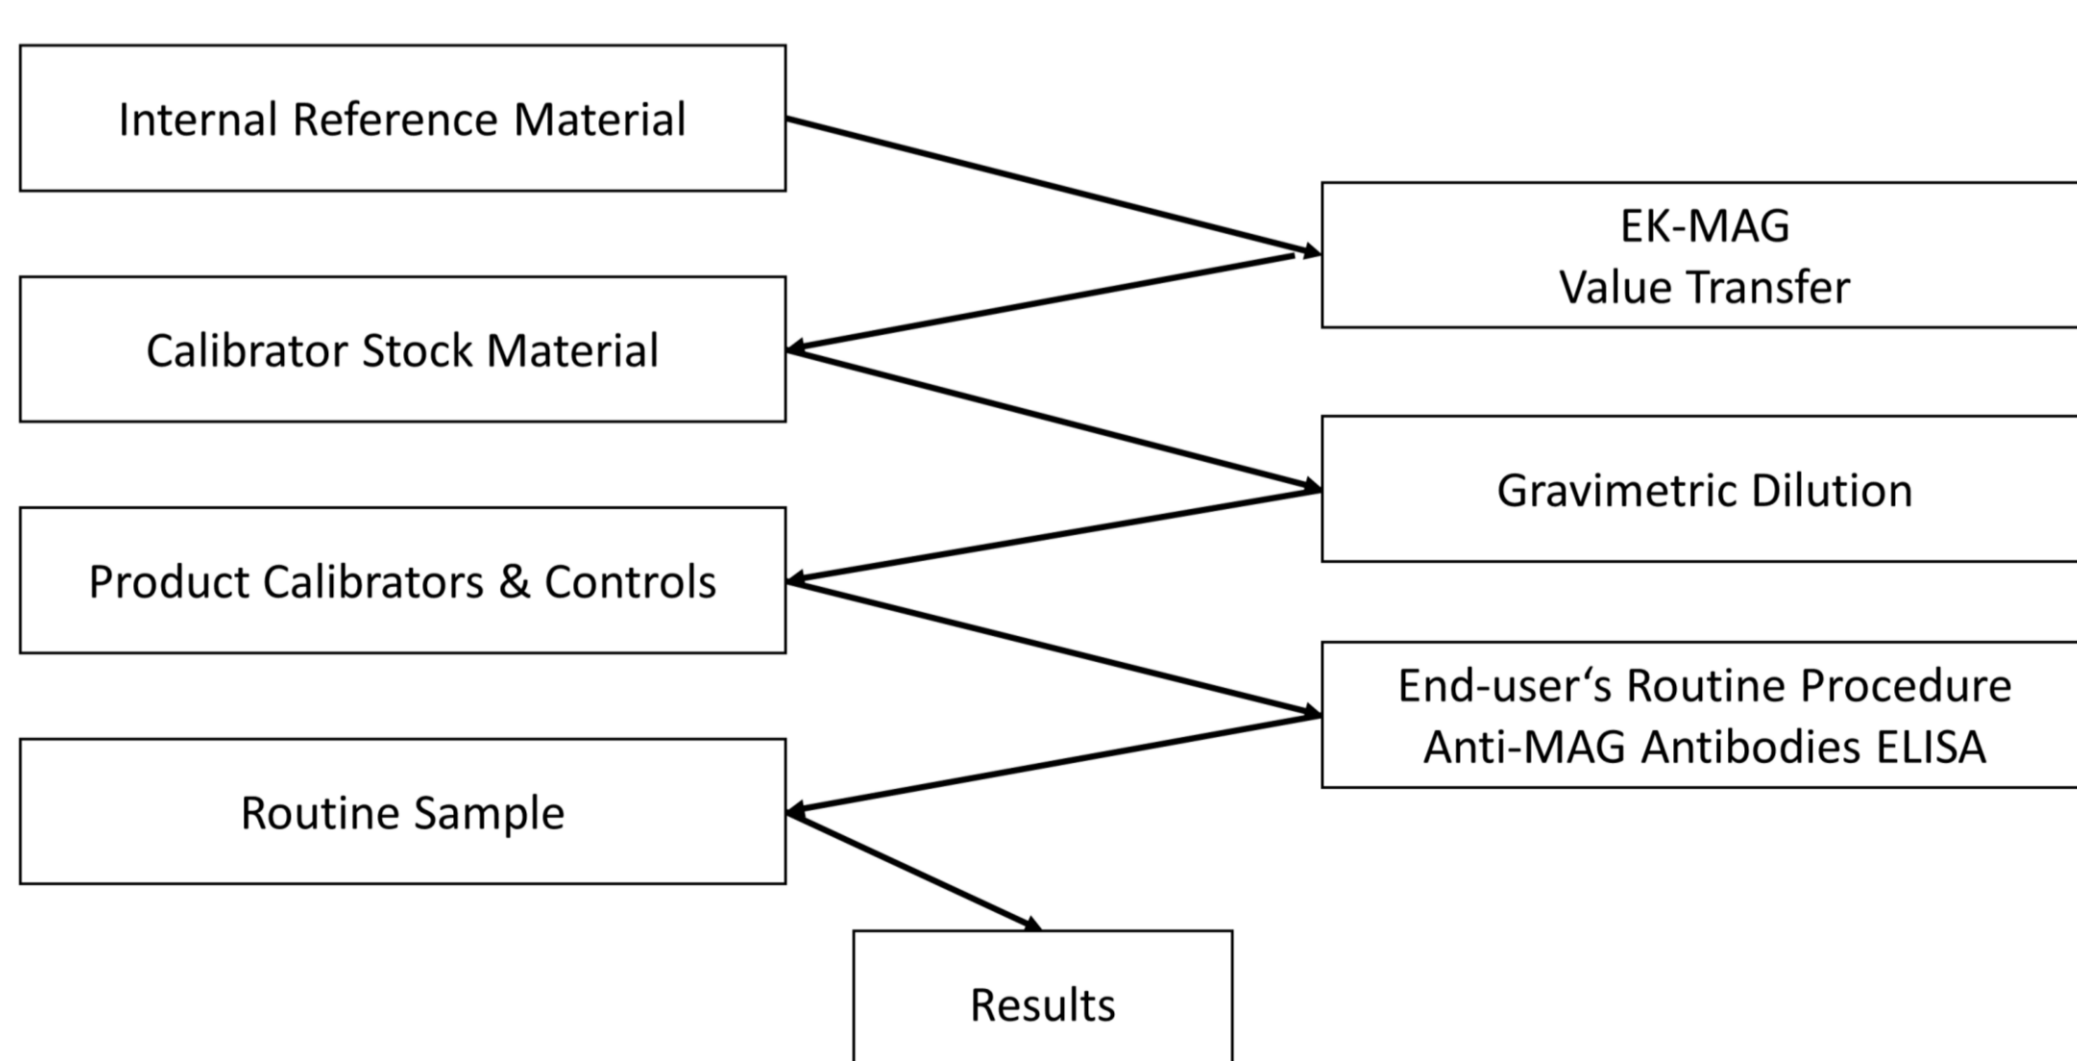 Internal Reference Material
EK-MAG
Value Transfer
Calibrator Stock Material
Gravimetric Dilution
Product Calibrators & Controls
End-user‘s Routine Procedure
Anti-MAG Antibodies ELISA
Routine Sample
Results